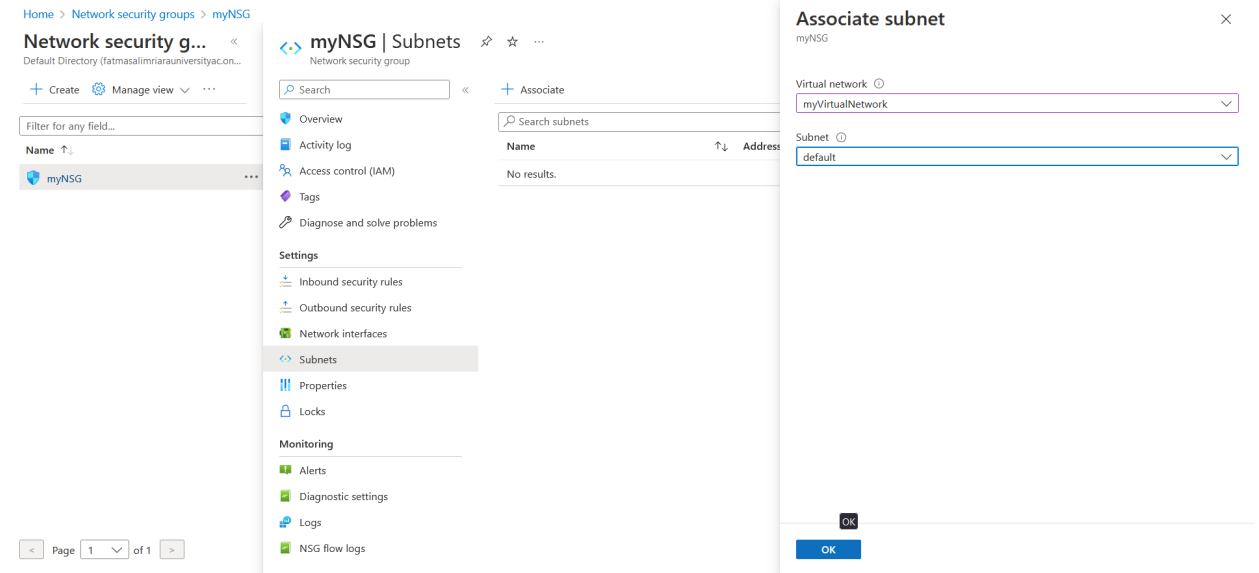 Home > Network security groups > myNSG
Network security g... «
Default Directory (fatmasalimriarauniversityac.on...
+ Create Manage view ...
Filter for any field...
Name ↑↓
myNSG ...
< Page 1 of 1 >
myNSG | Subnets ...
Network security group
Search «
Overview
Activity log
Access control (IAM)
Tags
Diagnose and solve problems
Settings
Inbound security rules
Outbound security rules
Network interfaces
Subnets
Properties
Locks
Monitoring
Alerts
Diagnostic settings
Logs
NSG flow logs
+ Associate
Search subnets
Name ↑↓ Address
No results.
Associate subnet
myNSG
Virtual network
myVirtualNetwork
Subnet
default
OK
OK